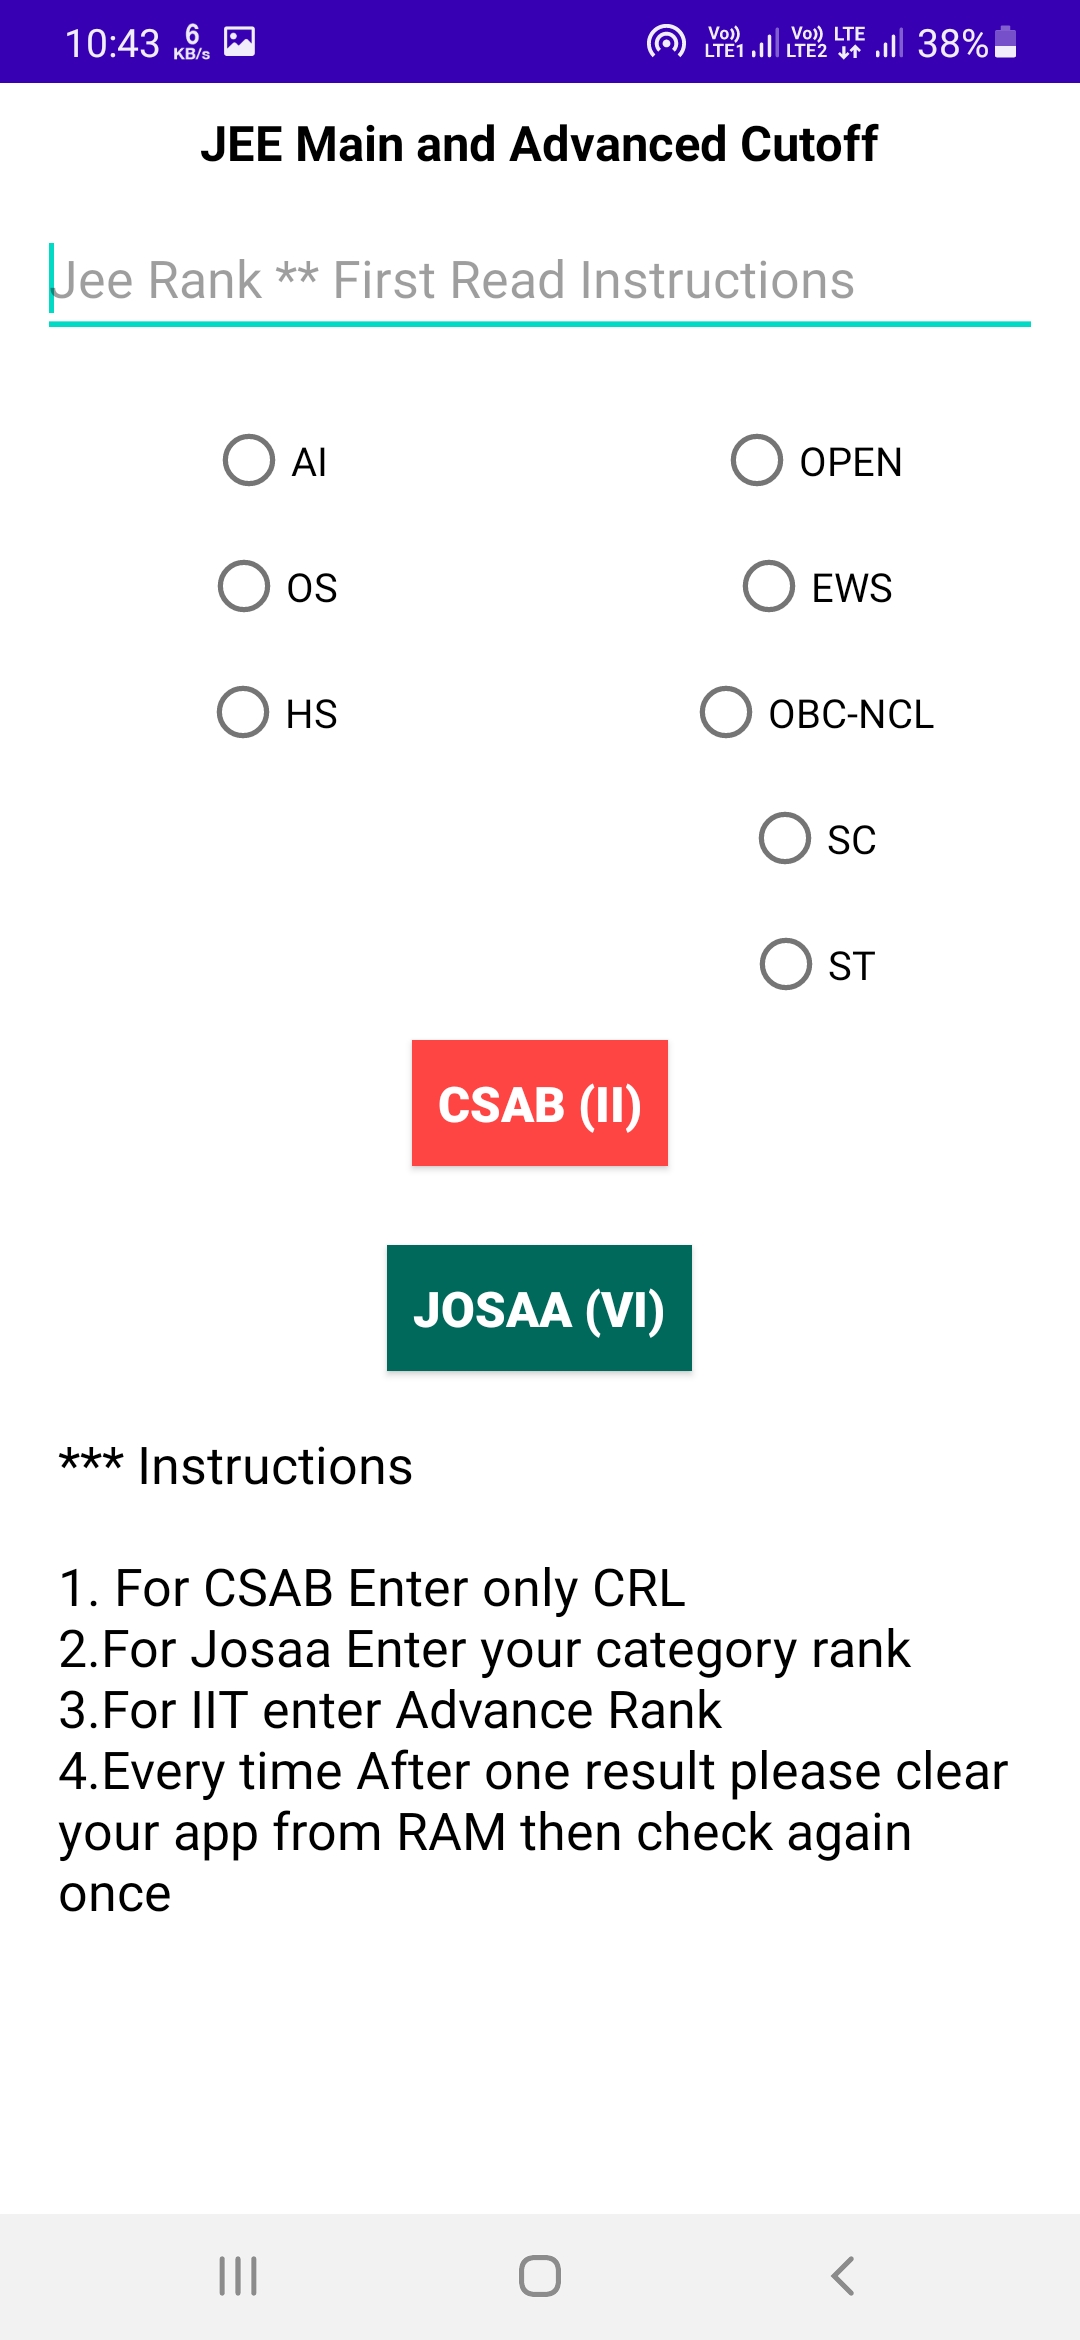 10:43 6 KB/s Vo)) LTE1 Vo)) LTE2 LTE 38%
JEE Main and Advanced Cutoff
Jee Rank ** First Read Instructions
AI OPEN
OS EWS
HS OBC-NCL
SC
ST
CSAB (II)
JOSAA (VI)
*** Instructions
1. For CSAB Enter only CRL
2.For Josaa Enter your category rank
3.For IIT enter Advance Rank
4.Every time After one result please clear
your app from RAM then check again
once